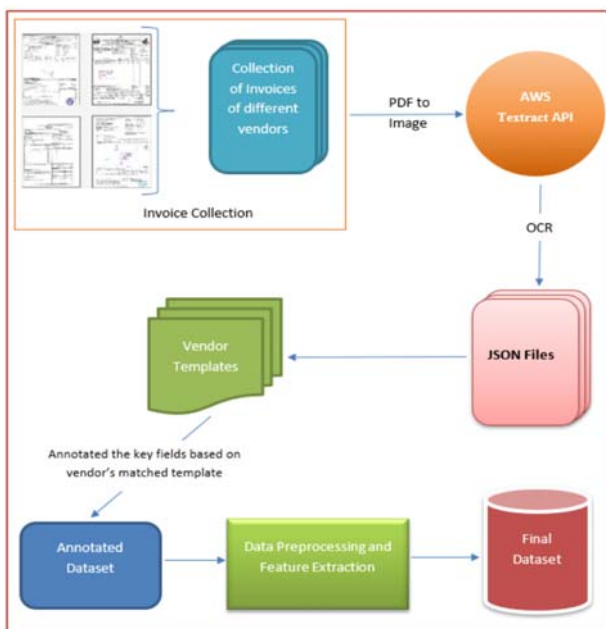 Collection
of Invoices
of different
vendors
Invoice Collection
PDF to
Image
AWS
Textract API
OCR
JSON Files
Vendor
Templates
Annotated the key fields based on
vendor's matched template
Annotated
Dataset
Data Preprocessing and
Feature Extraction
Final
Dataset